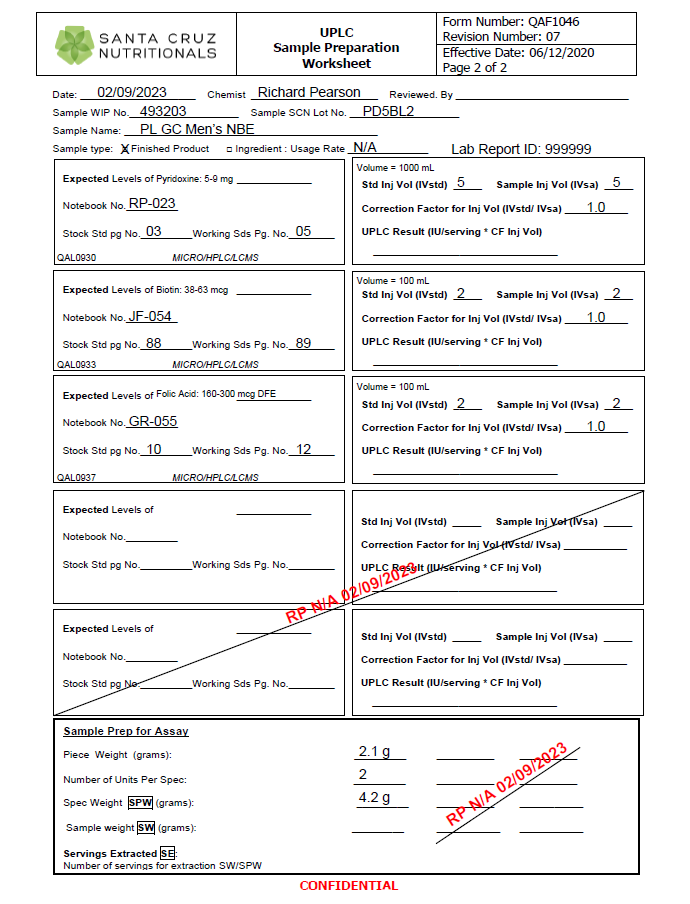 SANTA CRUZ
NUTRITIONALS
UPLC
Sample Preparation
Worksheet
Form Number: QAF1046
Revision Number: 07
Effective Date: 06/12/2020
Page 2 of 2
Date: 02/09/2023 Chemist Richard Pearson Reviewed. By
Sample WIP No. 493203 Sample SCN Lot No. PD5BL2
Sample Name: PL GC Men's NBE
Sample type: X Finished Product □ Ingredient : Usage Rate N/A Lab Report ID: 999999
Expected Levels of Pyridoxine: 5-9 mg
Notebook No. RP-023
Stock Std pg No. 03 Working Sds Pg. No. 05
QAL0930 MICRO/HPLC/LCMS
Volume = 1000 mL
Std Inj Vol (IVstd) 5 Sample Inj Vol (IVsa) 5
Correction Factor for Inj Vol (IVstd/ IVsa) 1.0
UPLC Result (IU/serving * CF Inj Vol)
Expected Levels of Biotin: 38-63 mcg
Notebook No. JF-054
Stock Std pg No. 88 Working Sds Pg. No. 89
QAL0933 MICRO/HPLC/LCMS
Volume = 100 mL
Std Inj Vol (IVstd) 2 Sample Inj Vol (IVsa) 2
Correction Factor for Inj Vol (IVstd/ IVsa) 1.0
UPLC Result (IU/serving * CF Inj Vol)
Expected Levels of Folic Acid: 160-300 mcg DFE
Notebook No. GR-055
Stock Std pg No. 10 Working Sds Pg. No. 12
QAL0937 MICRO/HPLC/LCMS
Volume = 100 mL
Std Inj Vol (IVstd) 2 Sample Inj Vol (IVsa) 2
Correction Factor for Inj Vol (IVstd/ IVsa) 1.0
UPLC Result (IU/serving * CF Inj Vol)
Expected Levels of
Notebook No.
Stock Std pg No. Working Sds Pg. No.
Std Inj Vol (IVstd) Sample Inj Vol (IVsa)
Correction Factor for Inj Vol (IVstd/ IVsa)
UPLC Result (IU/serving * CF Inj Vol)
RP N/A 02/09/2023
Expected Levels of
Notebook No.
Stock Std pg No. Working Sds Pg. No.
Std Inj Vol (IVstd) Sample Inj Vol (IVsa)
Correction Factor for Inj Vol (IVstd/ IVsa)
UPLC Result (IU/serving * CF Inj Vol)
Sample Prep for Assay
Piece Weight (grams): 2.1 g
Number of Units Per Spec: 2
Spec Weight SPW (grams): 4.2 g
Sample weight SW (grams):
RP N/A 02/09/2023
Servings Extracted SE:
Number of servings for extraction SW/SPW
CONFIDENTIAL